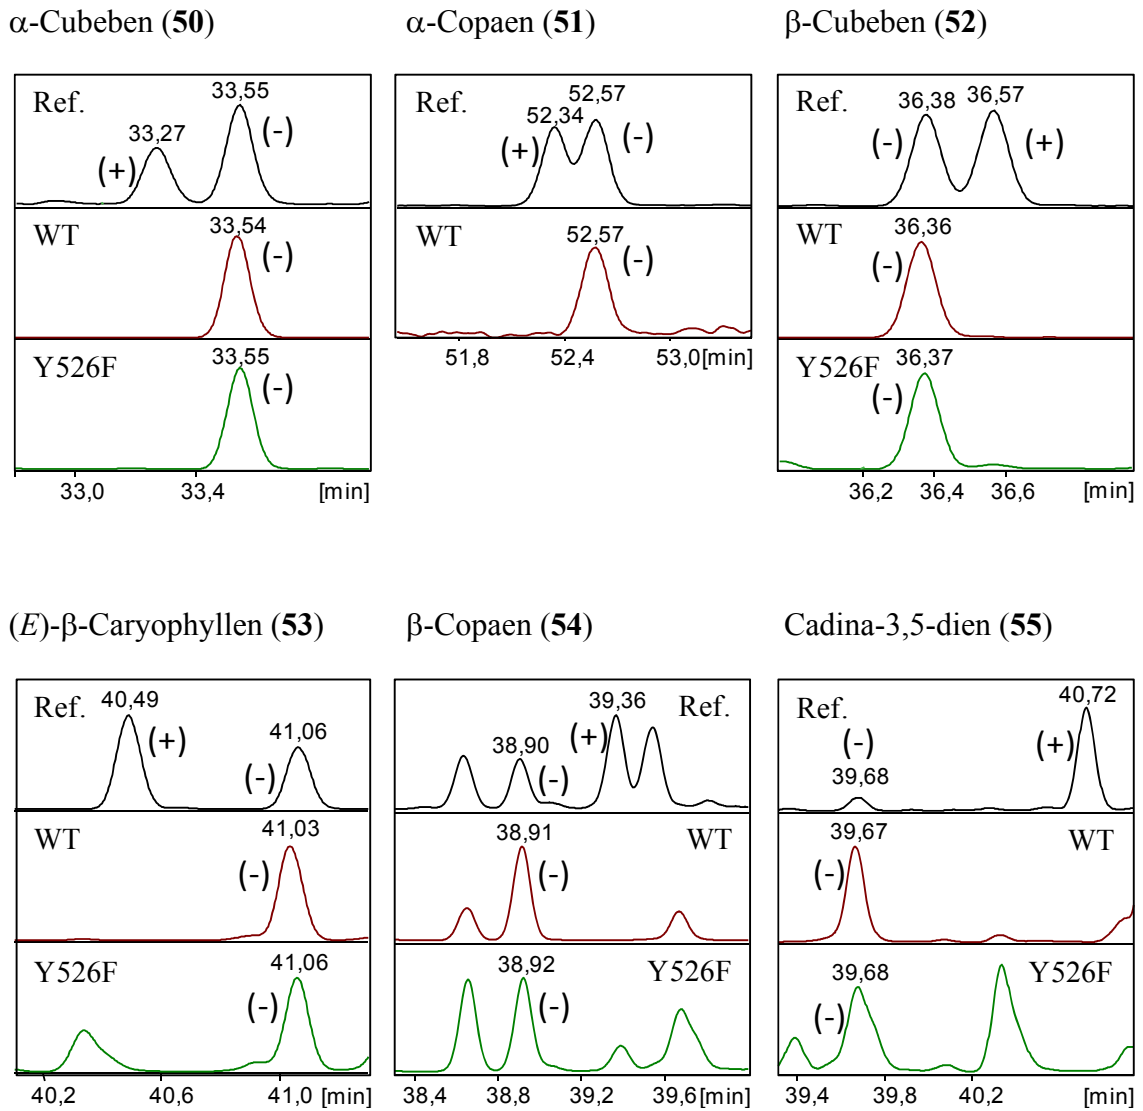 α-Cubeben (50)
Ref.
33,27
33,55
(+)
(-)
WT
33,54
(-)
Y526F
33,55
(-)
33,0 33,4 [min]
α-Copaen (51)
Ref.
52,34
52,57
(+)
(-)
WT
52,57
(-)
51,8 52,4 53,0[min]
β-Cubeben (52)
Ref.
36,38 36,57
(-)
(+)
WT
36,36
(-)
Y526F
36,37
(-)
36,2 36,4 36,6 [min]
(E)-β-Caryophyllen (53)
Ref.
40,49
(+)
41,06
(-)
WT
41,03
(-)
Y526F
41,06
(-)
40,2 40,6 41,0 [min]
β-Copaen (54)
Ref.
39,36
(+)
38,90
(-)
WT
38,91
(-)
Y526F
38,92
(-)
38,4 38,8 39,2 39,6 [min]
Cadina-3,5-dien (55)
Ref.
40,72
(-)
(+)
39,68
WT
39,67
(-)
Y526F
39,68
(-)
39,4 39,8 40,2 [min]